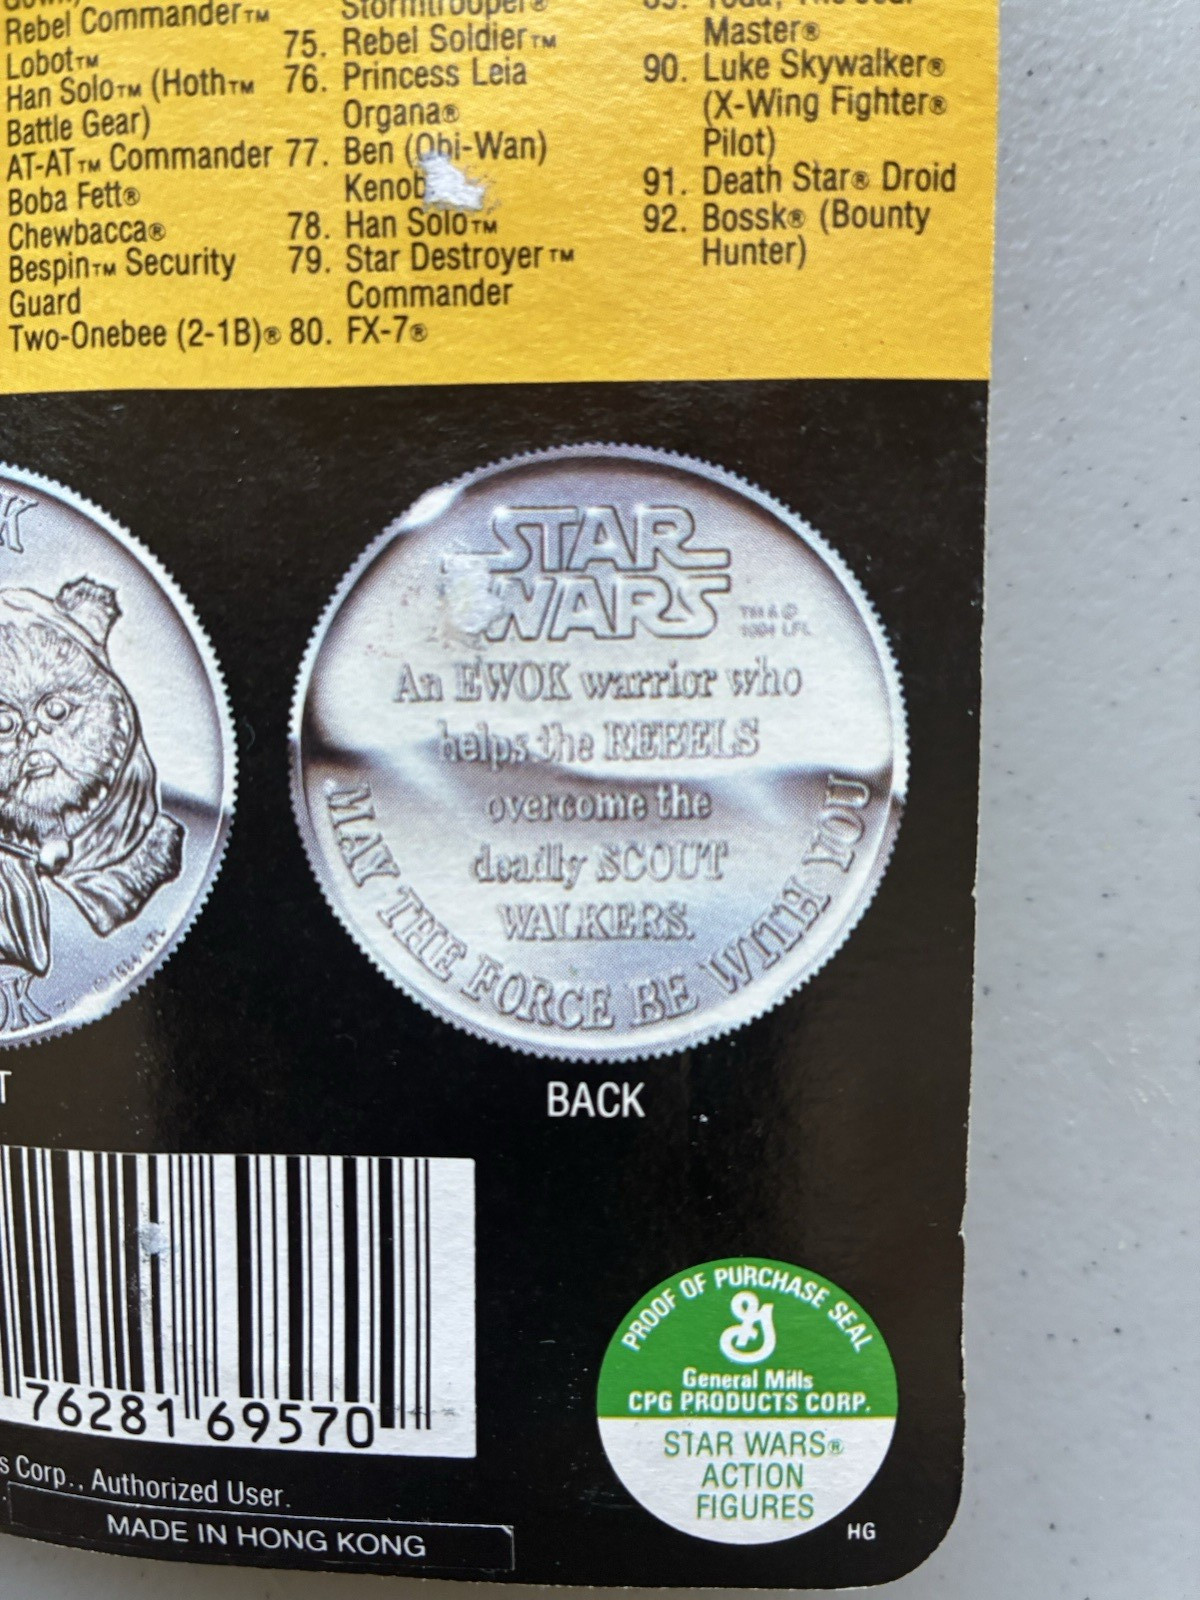 Rebel Commander™
Lobot™
Han Solo™ (Hoth™
Battle Gear)
AT-AT™ Commander
Boba Fett®
Chewbacca®
Bespin™ Security
Guard
Two-Onebee (2-1B)®
Stormtrooper®
75. Rebel Soldier™
76. Princess Leia
Organa®
77. Ben (Obi-Wan)
Kenob
78. Han Solo™
79. Star Destroyer™
Commander
80. FX-7®
Master®
90. Luke Skywalker®
(X-Wing Fighter®
Pilot)
91. Death Star® Droid
92. Bossk® (Bounty
Hunter)
STAR
WARS
TM & ©
1984 LFL
An EWOK warrior who
helps the REBELS
overcome the
deadly SCOUT
WALKERS.
MAY THE FORCE BE WITH YOU
BACK
76281 69570
s Corp., Authorized User.
MADE IN HONG KONG
PROOF OF PURCHASE SEAL
General Mills
CPG PRODUCTS CORP.
STAR WARS®
ACTION
FIGURES
HG